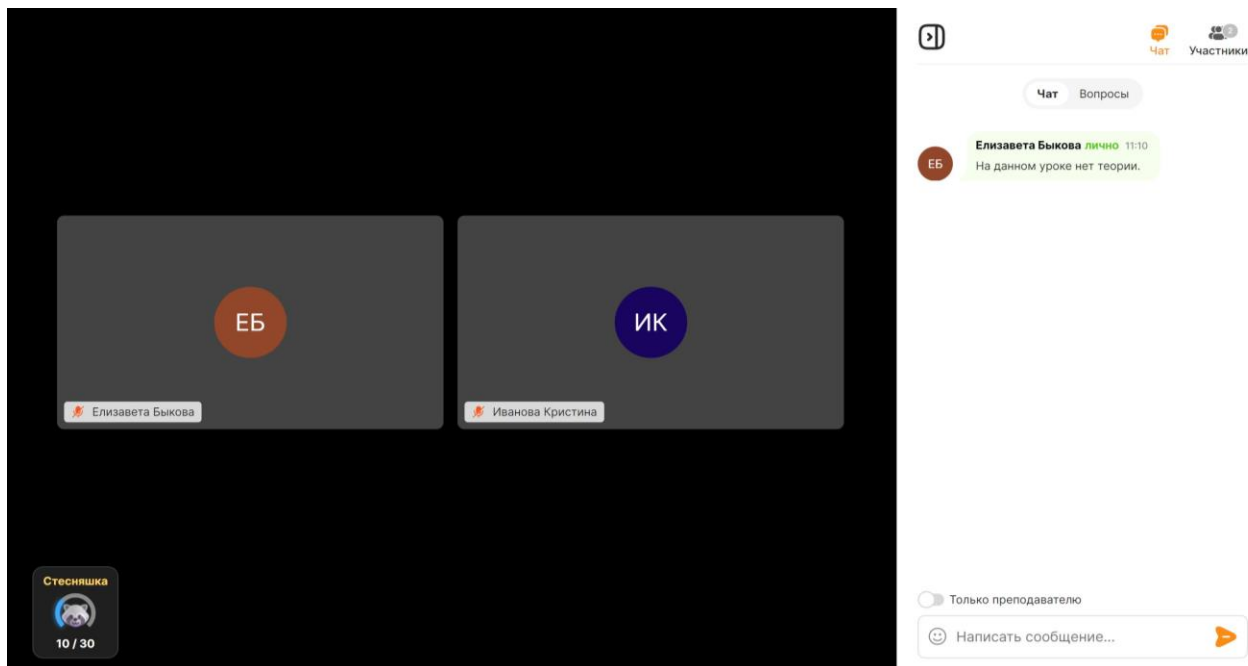 ЕБ
Елизавета Быкова
ИК
Иванова Кристина
Стесняшка
10 / 30
Чат
2
Участники
Чат Вопросы
ЕБ
Елизавета Быкова лично 11:10
На данном уроке нет теории.
Только преподавателю
Написать сообщение...